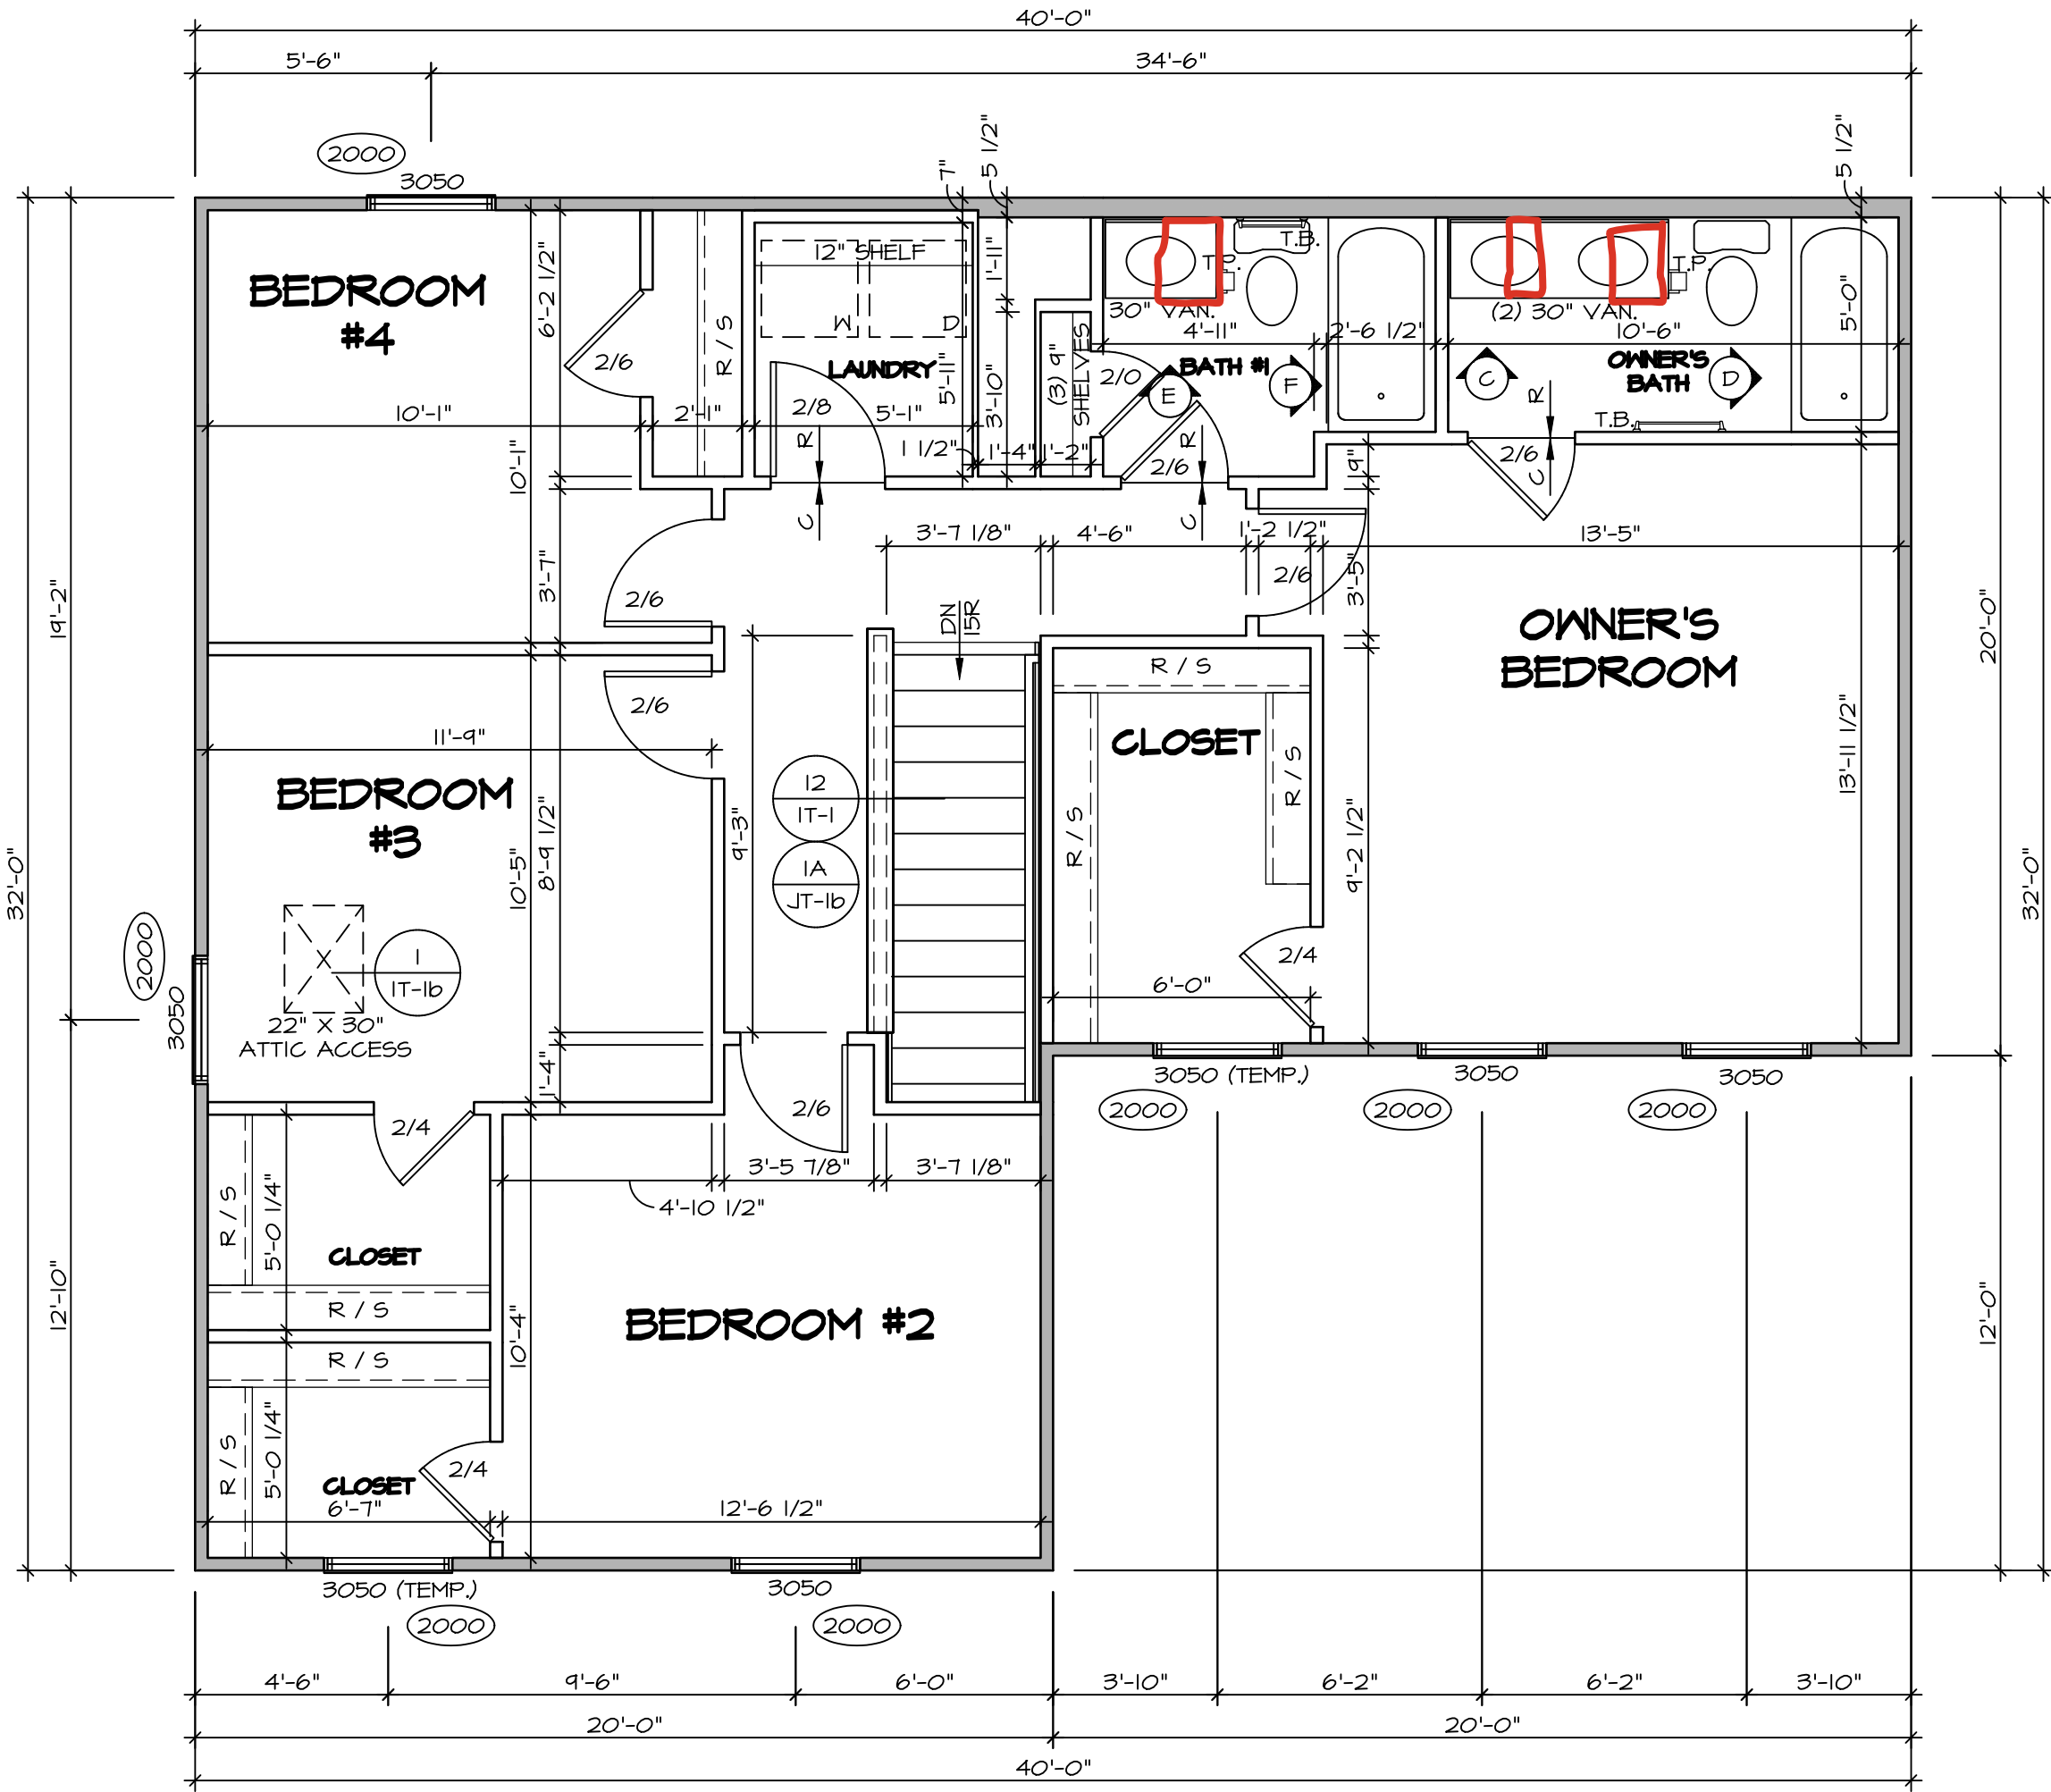 40'-0"
5'-6"
34'-6"
2000
3050
7"
5 1/2"
5 1/2"
BEDROOM
#4
6'-2 1/2"
R / S
12" SHELF
W
D
LAUNDRY
5'-11"
1'-11"
3'-10"
(3) 9"
SHELVES
30" VAN.
T.P.
T.B.
4'-11"
2'-6 1/2"
BATH #1
(2) 30" VAN.
T.P.
10'-6"
OWNER'S
BATH
5'-0"
C
D
E
F
T.B.
2/6
2/0
10'-1"
2'-1"
2/8
5'-1"
R
C
1 1/2"
1'-4"
1'-2"
2/6
R
C
9"
2/6
R
C
10'-1"
3'-7"
2/6
3'-7 1/8"
4'-6"
1'-2 1/2"
13'-5"
2/6
3'-5"
DN
15R
OWNER'S
BEDROOM
19'-2"
20'-0"
2/6
R / S
CLOSET
R / S
R / S
11'-9"
BEDROOM
#3
10'-5"
8'-9 1/2"
9'-3"
12
1T-1
1A
JT-1b
9'-2 1/2"
13'-11 1/2"
32'-0"
32'-0"
2000
3050
1
1T-1b
22" X 30"
ATTIC ACCESS
6'-0"
2/4
1'-4"
2/6
2/4
3050 (TEMP.)
3050
3050
2000
2000
2000
3'-5 7/8"
3'-7 1/8"
4'-10 1/2"
R / S
5'-0 1/4"
CLOSET
R / S
12'-10"
12'-0"
BEDROOM #2
10'-4"
R / S
R / S
5'-0 1/4"
CLOSET
2/4
6'-7"
12'-6 1/2"
3050 (TEMP.)
3050
2000
2000
4'-6"
9'-6"
6'-0"
3'-10"
6'-2"
6'-2"
3'-10"
20'-0"
20'-0"
40'-0"